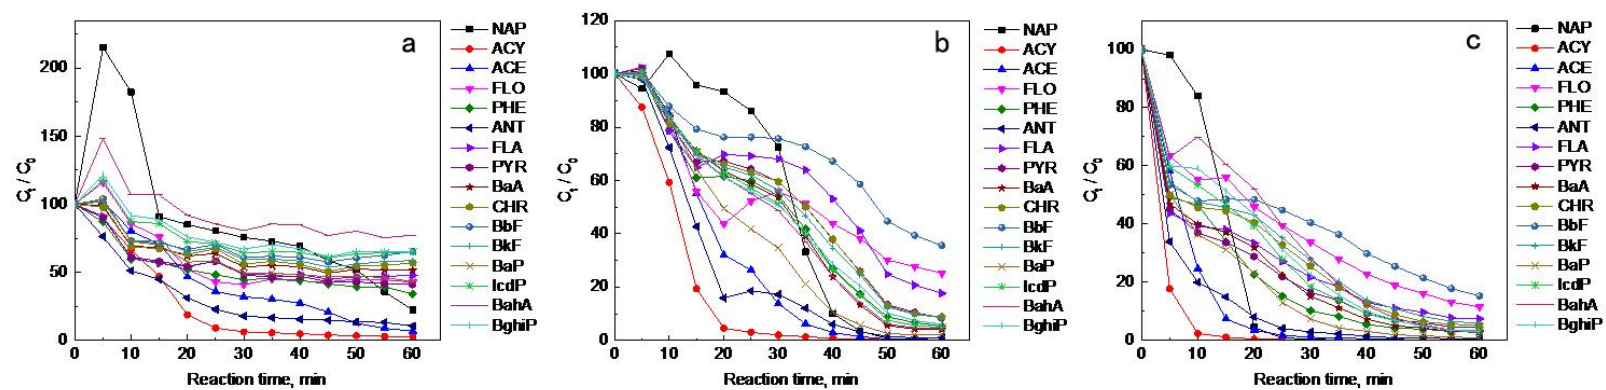 a
200
150
100
50
0
0 10 20 30 40 50 60
Cₜ / C₀
Reaction time, min
NAP
ACY
ACE
FLO
PHE
ANT
FLA
PYR
BaA
CHR
BbF
BkF
BaP
IcdP
BahA
BghiP
b
120
100
80
60
40
20
0
0 10 20 30 40 50 60
Cₜ / C₀
Reaction time, min
NAP
ACY
ACE
FLO
PHE
ANT
FLA
PYR
BaA
CHR
BbF
BkF
BaP
IcdP
BahA
BghiP
c
100
80
60
40
20
0
0 10 20 30 40 50 60
Cₜ / C₀
Reaction time, min
NAP
ACY
ACE
FLO
PHE
ANT
FLA
PYR
BaA
CHR
BbF
BkF
BaP
IcdP
BahA
BghiP